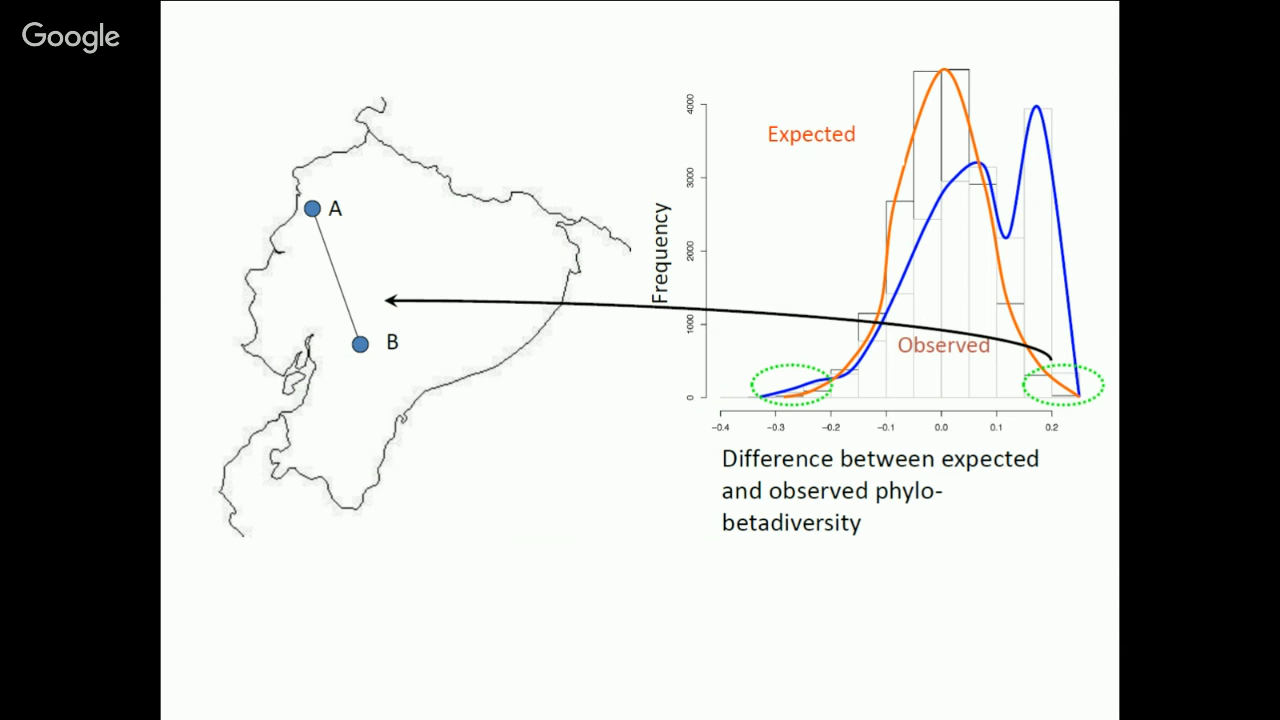 Google
A
B
Expected
Observed
Frequency
4000
3000
2000
1000
0
−0.4 −0.3 −0.2 −0.1 0.0 0.1 0.2
Difference between expected
and observed phylo-
betadiversity